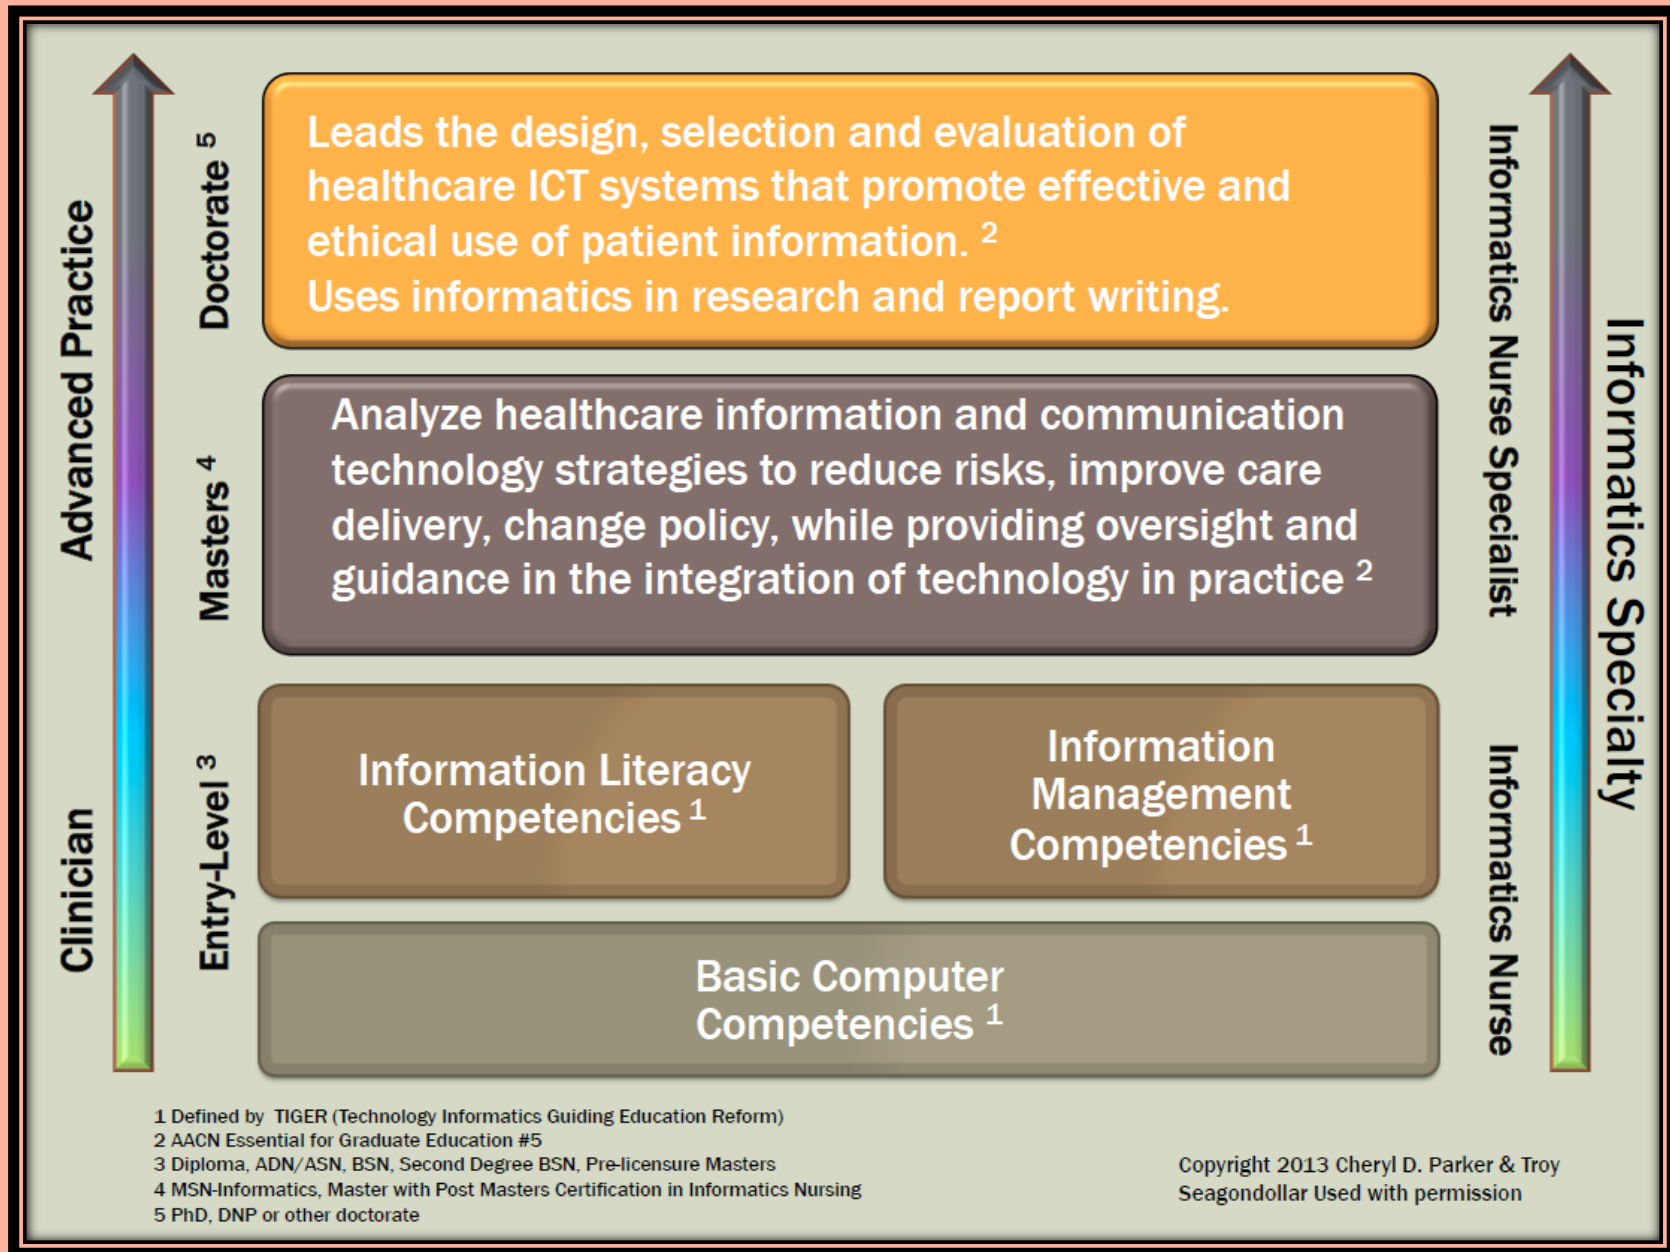 Advanced Practice
Clinician
Doctorate 5
Masters 4
Entry-Level 3
Leads the design, selection and evaluation of
healthcare ICT systems that promote effective and
ethical use of patient information. 2
Uses informatics in research and report writing.
Analyze healthcare information and communication
technology strategies to reduce risks, improve care
delivery, change policy, while providing oversight and
guidance in the integration of technology in practice 2
Information Literacy
Competencies 1
Information
Management
Competencies 1
Basic Computer
Competencies 1
Informatics Nurse Specialist
Informatics Nurse
Informatics Specialty
1 Defined by TIGER (Technology Informatics Guiding Education Reform)
2 AACN Essential for Graduate Education #5
3 Diploma, ADN/ASN, BSN, Second Degree BSN, Pre-licensure Masters
4 MSN-Informatics, Master with Post Masters Certification in Informatics Nursing
5 PhD, DNP or other doctorate
Copyright 2013 Cheryl D. Parker & Troy
Seagondollar Used with permission